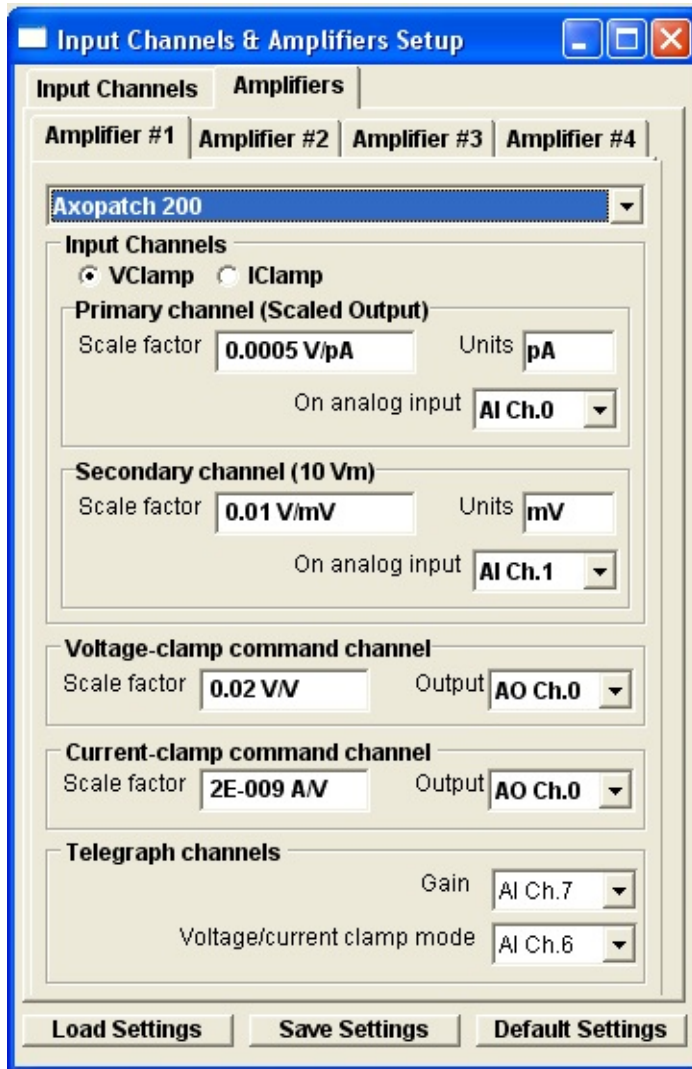 Input Channels & Amplifiers Setup
Input Channels Amplifiers
Amplifier #1 Amplifier #2 Amplifier #3 Amplifier #4
Axopatch 200
Input Channels
VClamp IClamp
Primary channel (Scaled Output)
Scale factor 0.0005 V/pA Units pA
On analog input AI Ch.0
Secondary channel (10 Vm)
Scale factor 0.01 V/mV Units mV
On analog input AI Ch.1
Voltage-clamp command channel
Scale factor 0.02 V/V Output AO Ch.0
Current-clamp command channel
Scale factor 2E-009 A/V Output AO Ch.0
Telegraph channels
Gain AI Ch.7
Voltage/current clamp mode AI Ch.6
Load Settings Save Settings Default Settings